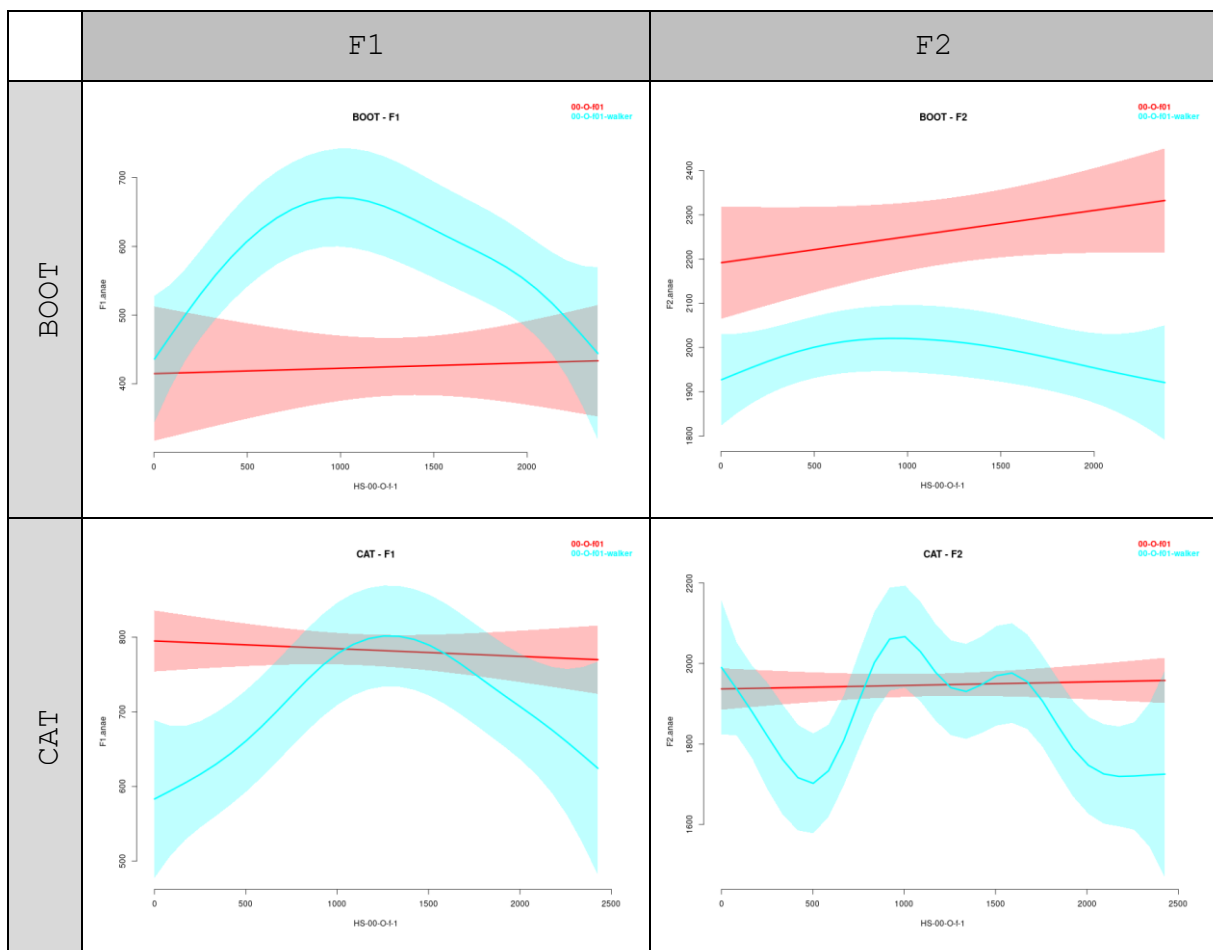 F1
F2
BOOT
BOOT - F1
00-O-f01
00-O-f01-walker
F1.anae
700
600
500
400
0
500
1000
1500
2000
HS-00-O-f-1
BOOT - F2
00-O-f01
00-O-f01-walker
F2.anae
2400
2300
2200
2100
2000
1900
1800
0
500
1000
1500
2000
HS-00-O-f-1
CAT
CAT - F1
00-O-f01
00-O-f01-walker
F1.anae
800
700
600
500
0
500
1000
1500
2000
2500
HS-00-O-f-1
CAT - F2
00-O-f01
00-O-f01-walker
F2.anae
2200
2000
1800
1600
0
500
1000
1500
2000
2500
HS-00-O-f-1